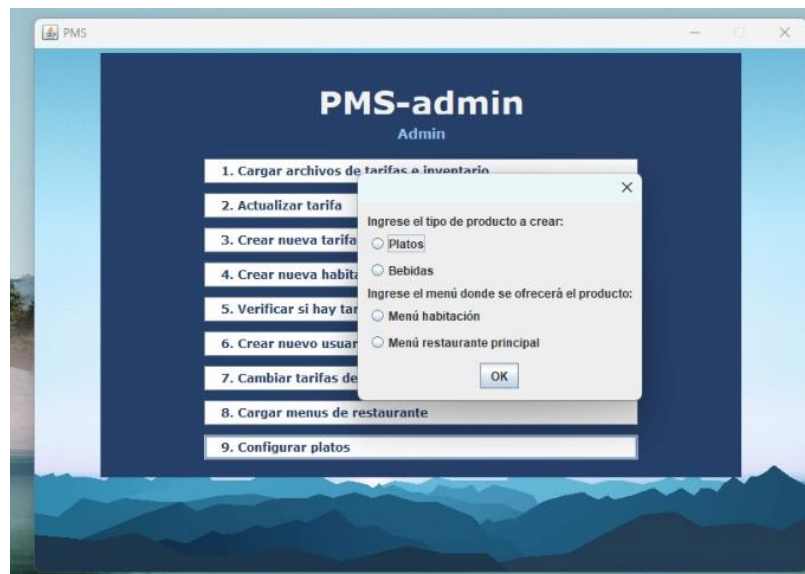 PMS
PMS-admin
Admin
1. Cargar archivos de tarifas e inventario
2. Actualizar tarifa
3. Crear nueva tarifa
4. Crear nueva habita
5. Verificar si hay tar
6. Crear nuevo usuar
7. Cambiar tarifas de
8. Cargar menus de restaurante
9. Configurar platos
Ingrese el tipo de producto a crear:
Platos
Bebidas
Ingrese el menú donde se ofrecerá el producto:
Menú habitación
Menú restaurante principal
OK